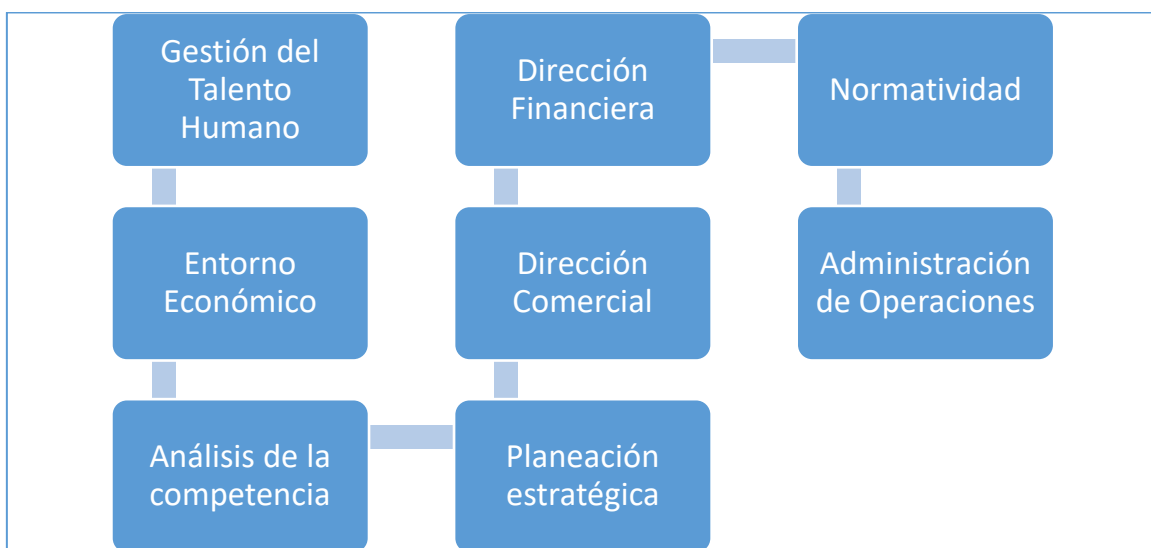 Gestión del
Talento
Humano
Entorno
Económico
Análisis de la
competencia
Planeación
estratégica
Dirección
Comercial
Dirección
Financiera
Normatividad
Administración
de Operaciones